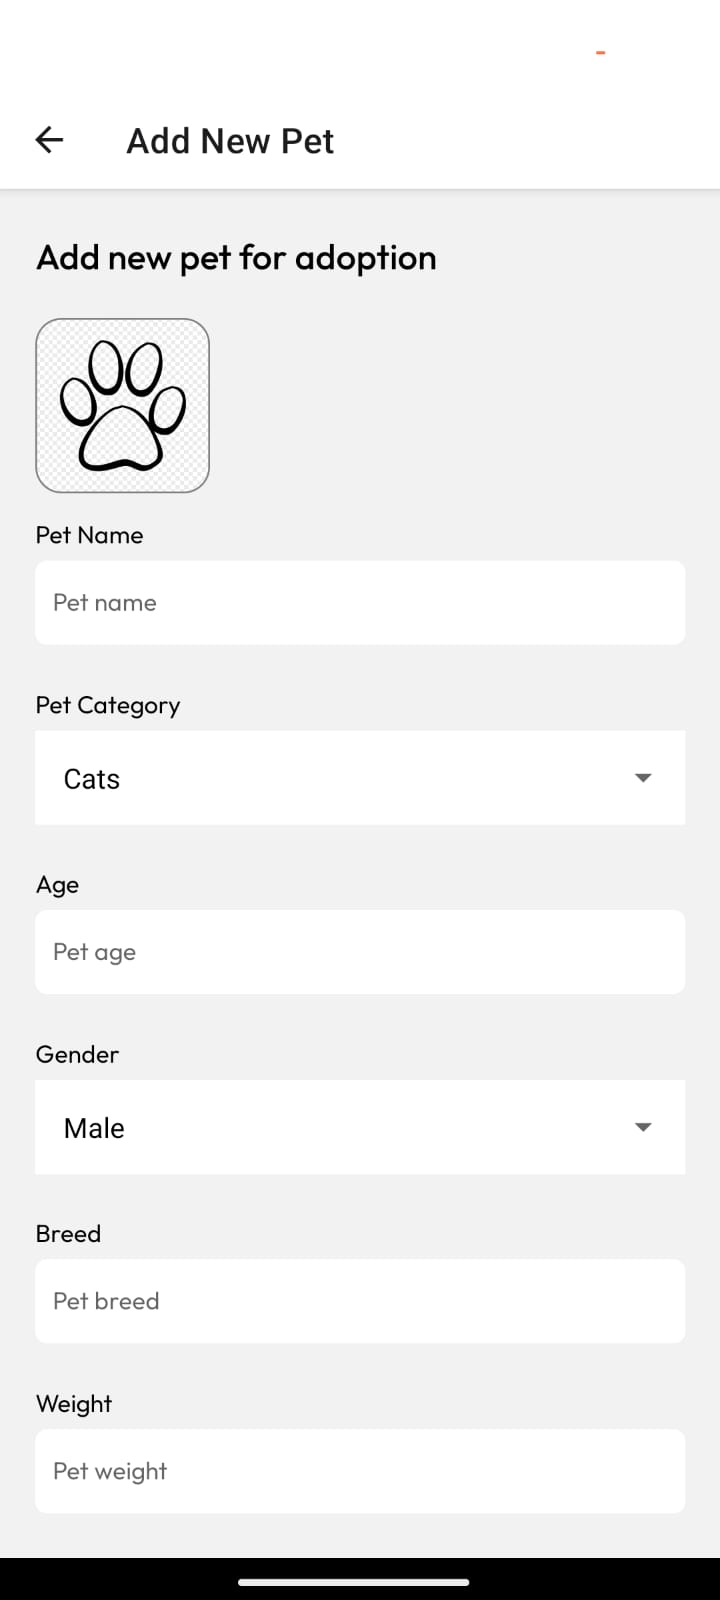 Add New Pet
Add new pet for adoption
Pet Name
Pet name
Pet Category
Cats
Age
Pet age
Gender
Male
Breed
Pet breed
Weight
Pet weight